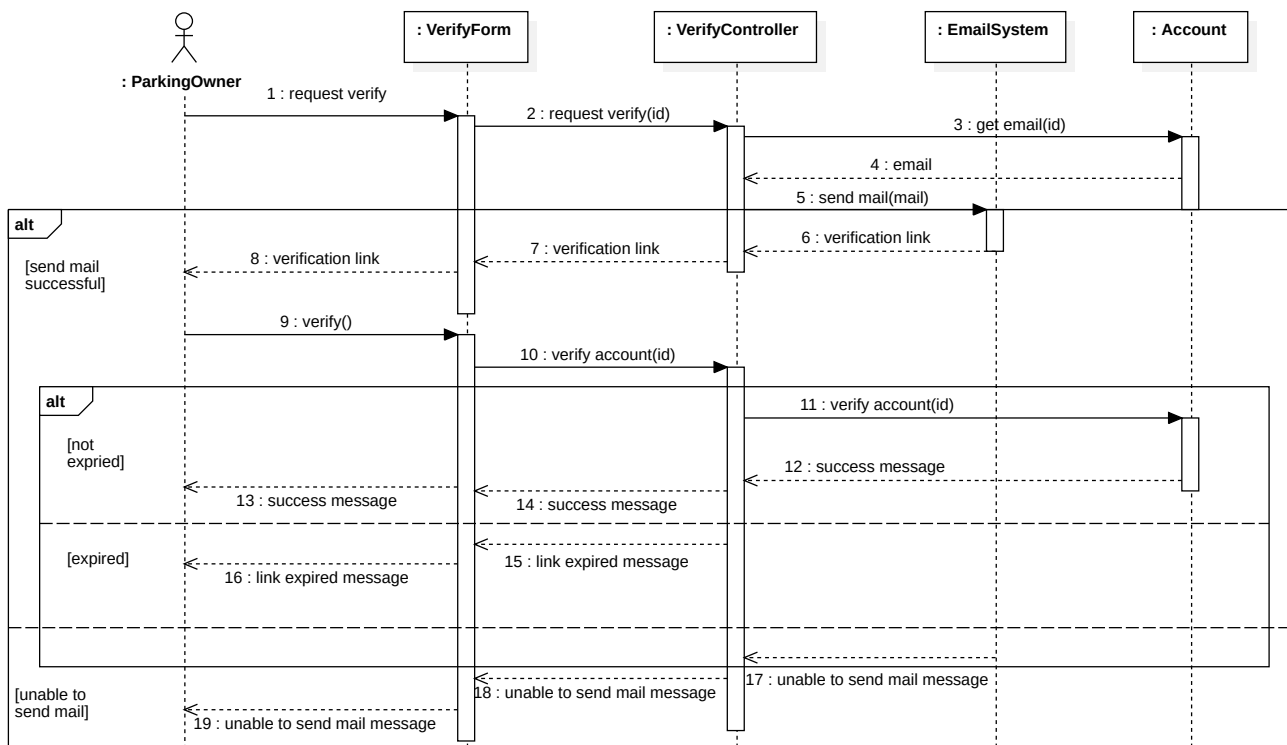 : VerifyForm
: VerifyController
: EmailSystem
: Account
: ParkingOwner
1 : request verify
2 : request verify(id)
3 : get email(id)
4 : email
5 : send mail(mail)
alt
6 : verification link
7 : verification link
8 : verification link
[send mail
successful]
9 : verify()
10 : verify account(id)
alt
11 : verify account(id)
[not
expried]
12 : success message
13 : success message
14 : success message
[expired]
15 : link expired message
16 : link expired message
17 : unable to send mail message
18 : unable to send mail message
[unable to
send mail]
19 : unable to send mail message